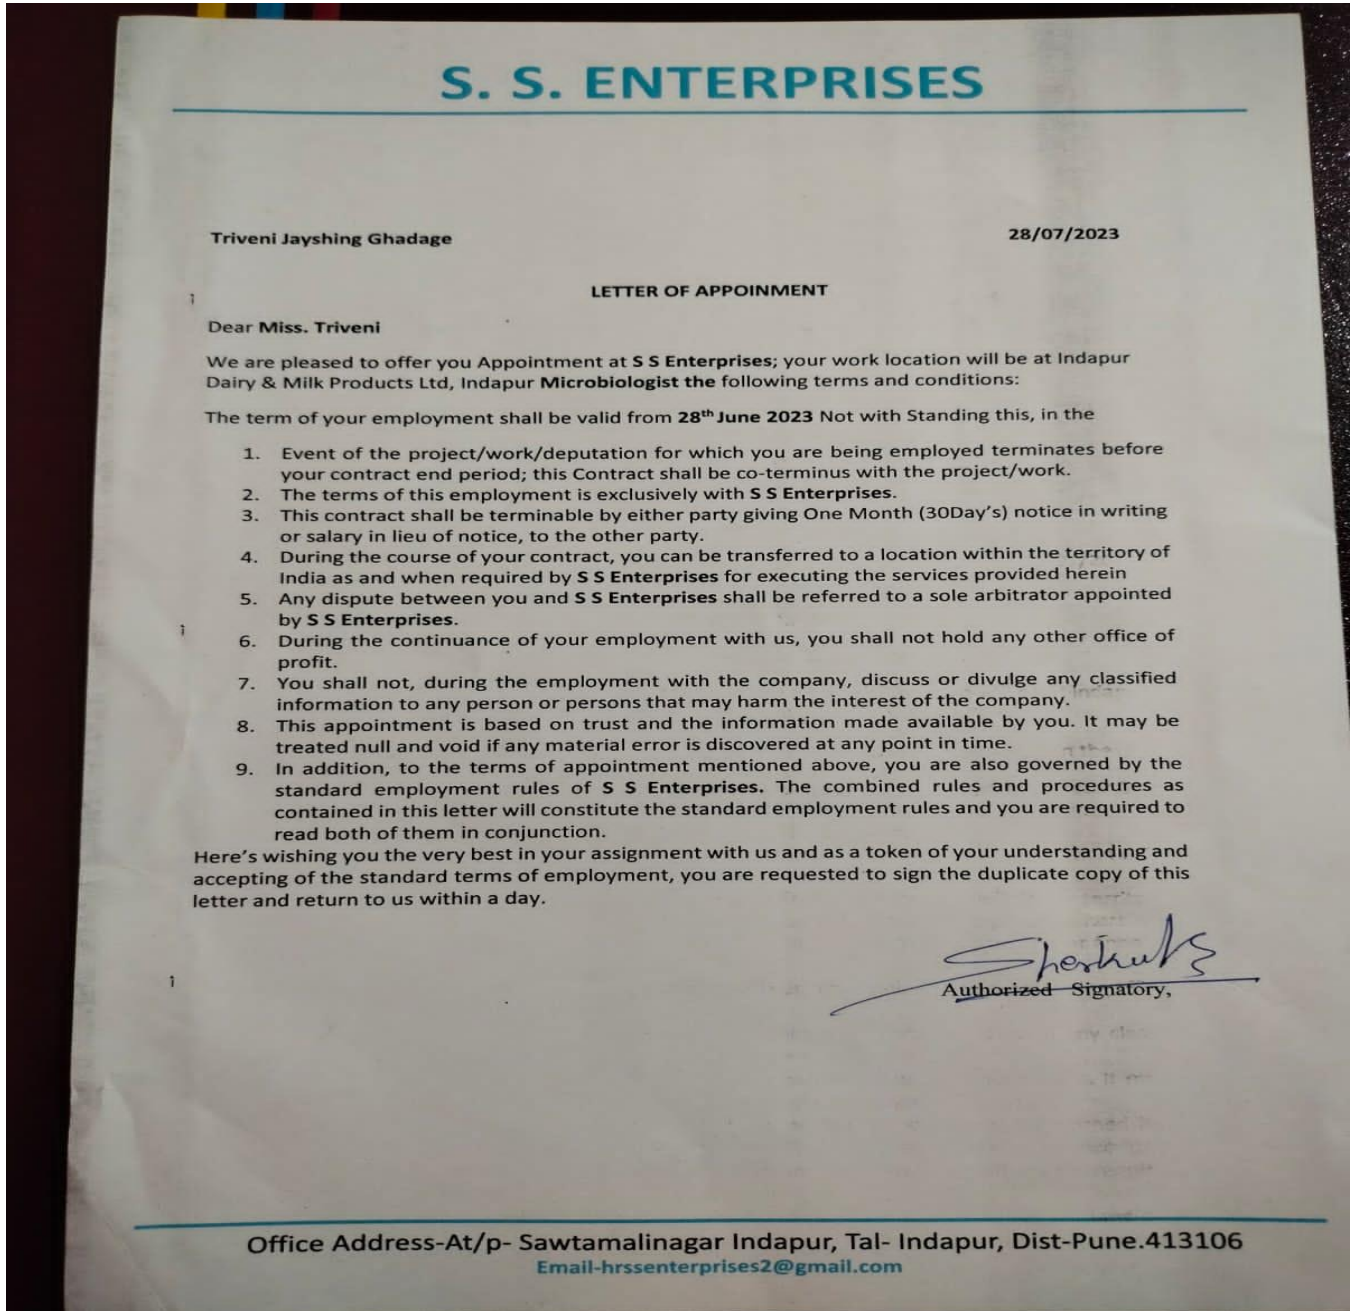 S. S. ENTERPRISES
Triveni Jayshing Ghadage 28/07/2023
LETTER OF APPOINMENT
Dear Miss. Triveni
We are pleased to offer you Appointment at S S Enterprises; your work location will be at Indapur
Dairy & Milk Products Ltd, Indapur Microbiologist the following terms and conditions:
The term of your employment shall be valid from 28th June 2023 Not with Standing this, in the
1. Event of the project/work/deputation for which you are being employed terminates before
your contract end period; this Contract shall be co-terminus with the project/work.
2. The terms of this employment is exclusively with S S Enterprises.
3. This contract shall be terminable by either party giving One Month (30Day's) notice in writing
or salary in lieu of notice, to the other party.
4. During the course of your contract, you can be transferred to a location within the territory of
India as and when required by S S Enterprises for executing the services provided herein
5. Any dispute between you and S S Enterprises shall be referred to a sole arbitrator appointed
by S S Enterprises.
6. During the continuance of your employment with us, you shall not hold any other office of
profit.
7. You shall not, during the employment with the company, discuss or divulge any classified
information to any person or persons that may harm the interest of the company.
8. This appointment is based on trust and the information made available by you. It may be
treated null and void if any material error is discovered at any point in time.
9. In addition, to the terms of appointment mentioned above, you are also governed by the
standard employment rules of S S Enterprises. The combined rules and procedures as
contained in this letter will constitute the standard employment rules and you are required to
read both of them in conjunction.
Here's wishing you the very best in your assignment with us and as a token of your understanding and
accepting of the standard terms of employment, you are requested to sign the duplicate copy of this
letter and return to us within a day.
Authorized Signatory,
Office Address-At/p- Sawtamalinagar Indapur, Tal- Indapur, Dist-Pune.413106
Email-hrssenterprises2@gmail.com